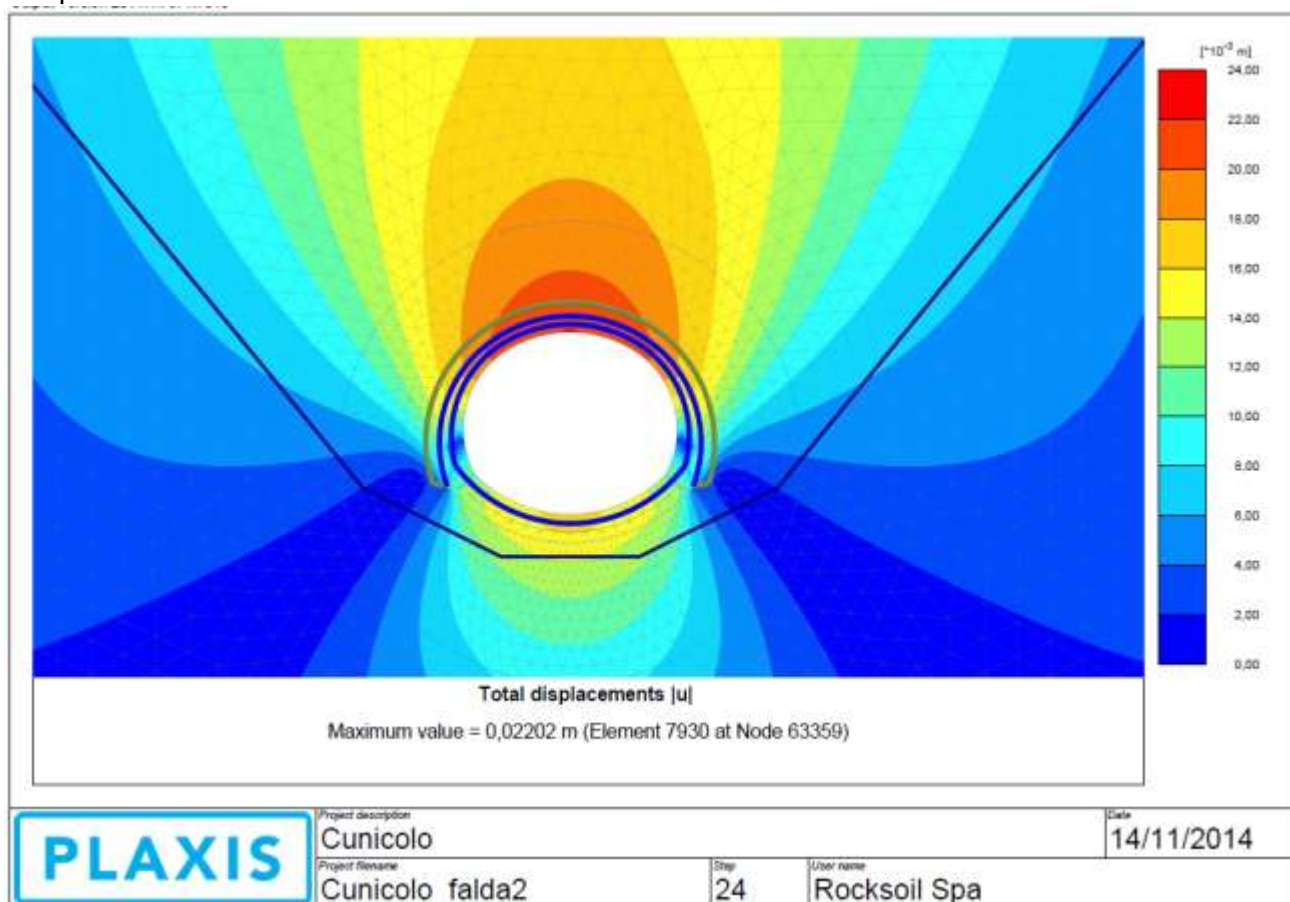 [*10⁻³ m]
24,00
22,00
20,00
18,00
16,00
14,00
12,00
10,00
8,00
6,00
4,00
2,00
0,00
Total displacements |u|
Maximum value = 0,02202 m (Element 7930 at Node 63359)
PLAXIS
Project description
Cunicolo
Date
14/11/2014
Project filename
Cunicolo_falda2
Step
24
User name
Rocksoil Spa